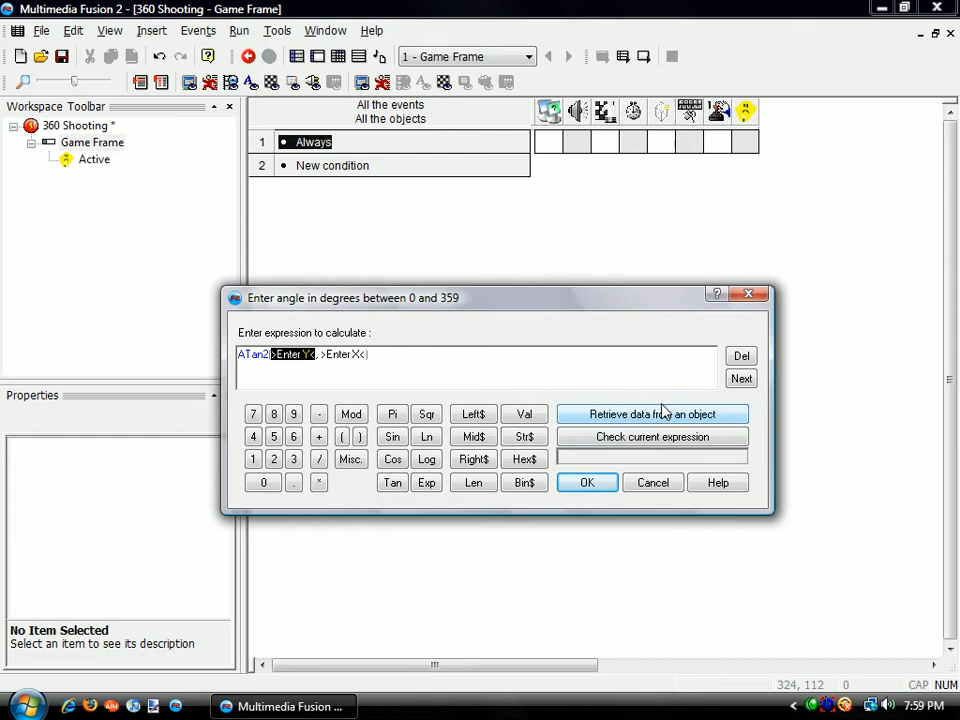 Multimedia Fusion 2 - [360 Shooting - Game Frame]
File Edit View Insert Events Run Tools Window Help
1 - Game Frame
Workspace Toolbar
360 Shooting *
Game Frame
Active
All the events
All the objects
1 • Always
2 • New condition
Enter angle in degrees between 0 and 359
Enter expression to calculate :
ATan2(>Enter Y<, >Enter X<)
Del
Next
7 8 9 - Mod Pi Sqr Left$ Val Retrieve data from an object
4 5 6 + ( ) Sin Ln Mid$ Str$ Check current expression
1 2 3 / Misc. Cos Log Right$ Hex$
0 . * Tan Exp Len Bin$ OK Cancel Help
Properties
No Item Selected
Select an item to see its description
324, 112 0 CAP NUM
Multimedia Fusion 2 ...
7:59 PM